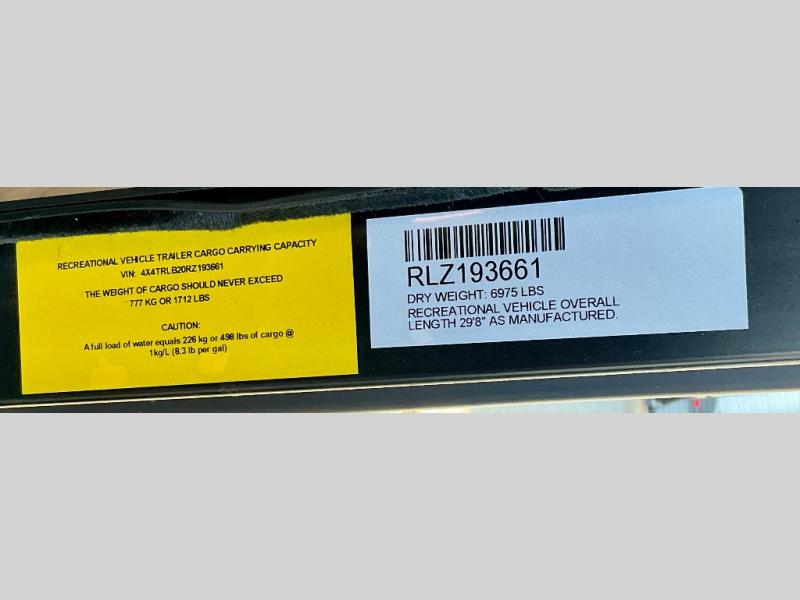 RECREATIONAL VEHICLE TRAILER CARGO CARRYING CAPACITY
VIN: 4X4TRLB20RZ193661
THE WEIGHT OF CARGO SHOULD NEVER EXCEED
777 KG OR 1712 LBS
CAUTION:
A full load of water equals 226 kg or 498 lbs of cargo @
1kg/L (8.3 lb per gal)
RLZ193661
DRY WEIGHT: 6975 LBS
RECREATIONAL VEHICLE OVERALL
LENGTH 29'8" AS MANUFACTURED.